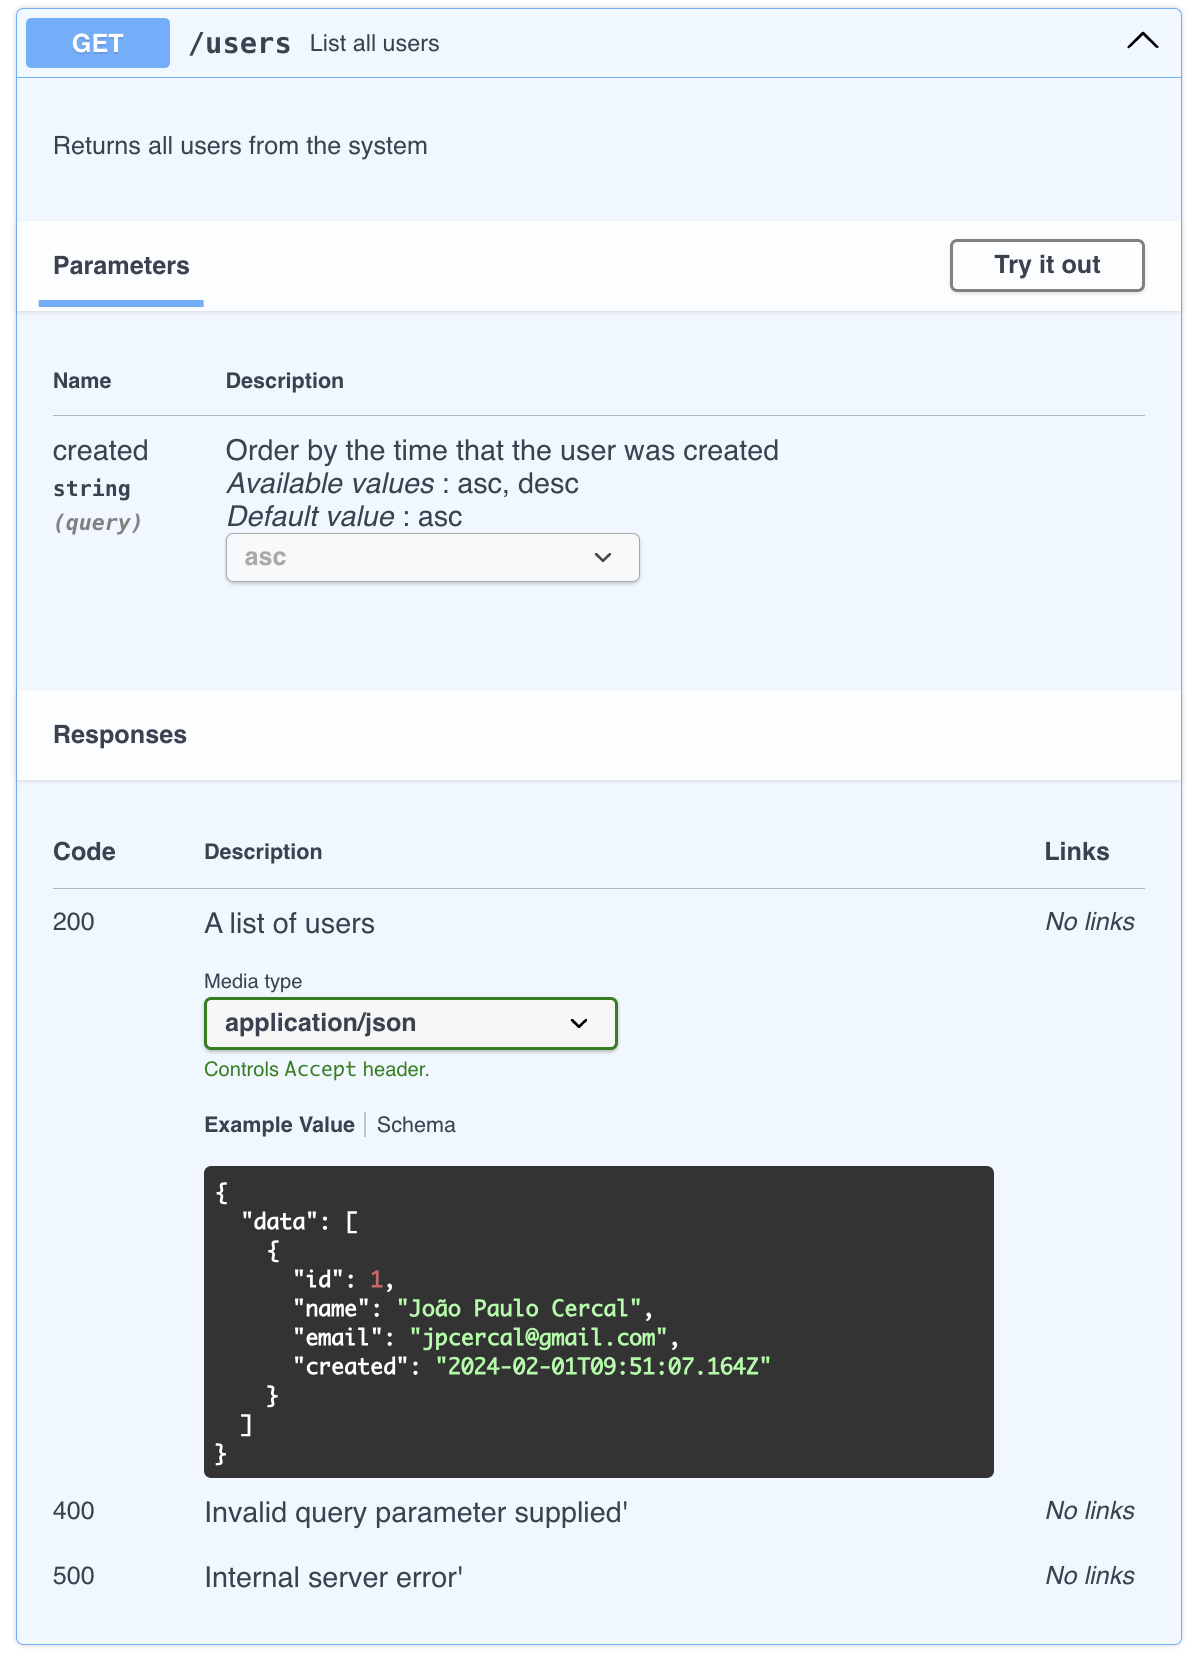 GET /users List all users
Returns all users from the system
Parameters
Try it out
Name Description
created Order by the time that the user was created
string Available values : asc, desc
(query) Default value : asc
asc
Responses
Code Description Links
200 A list of users No links
Media type
application/json
Controls Accept header.
Example Value Schema
{
  "data": [
    {
      "id": 1,
      "name": "João Paulo Cercal",
      "email": "jpcercal@gmail.com",
      "created": "2024-02-01T09:51:07.164Z"
    }
  ]
}
400 Invalid query parameter supplied' No links
500 Internal server error' No links